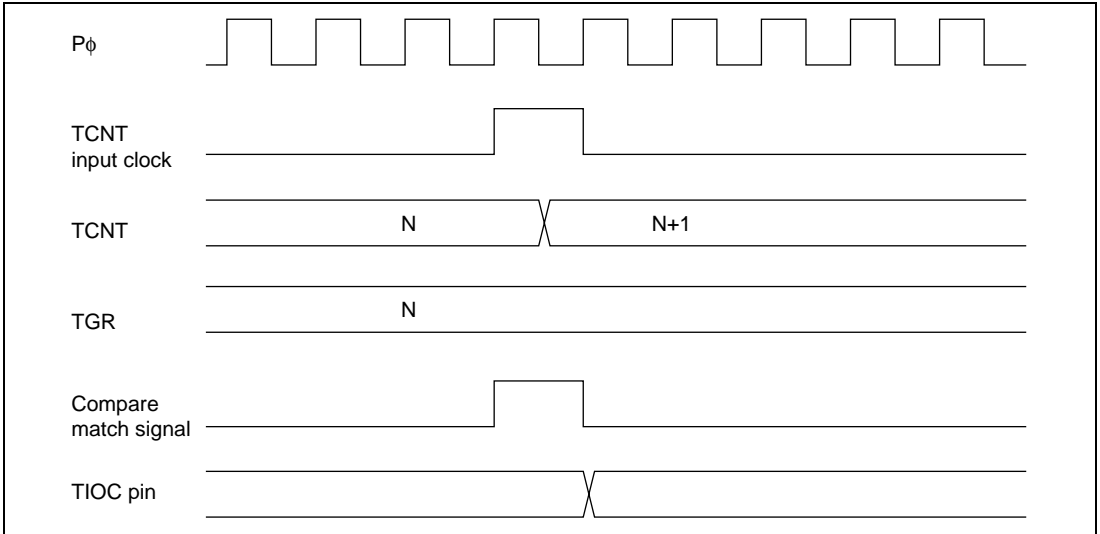 Pϕ
TCNT
input clock
TCNT
N
N+1
TGR
N
Compare
match signal
TIOC pin